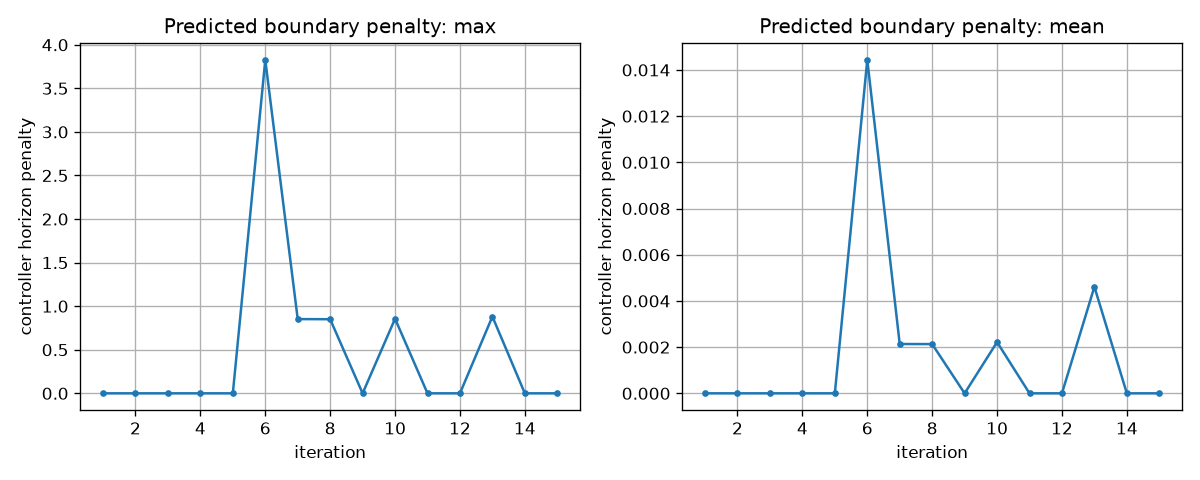 Predicted boundary penalty: max
controller horizon penalty
4.0
3.5
3.0
2.5
2.0
1.5
1.0
0.5
0.0
2 4 6 8 10 12 14
iteration
Predicted boundary penalty: mean
controller horizon penalty
0.014
0.012
0.010
0.008
0.006
0.004
0.002
0.000
2 4 6 8 10 12 14
iteration